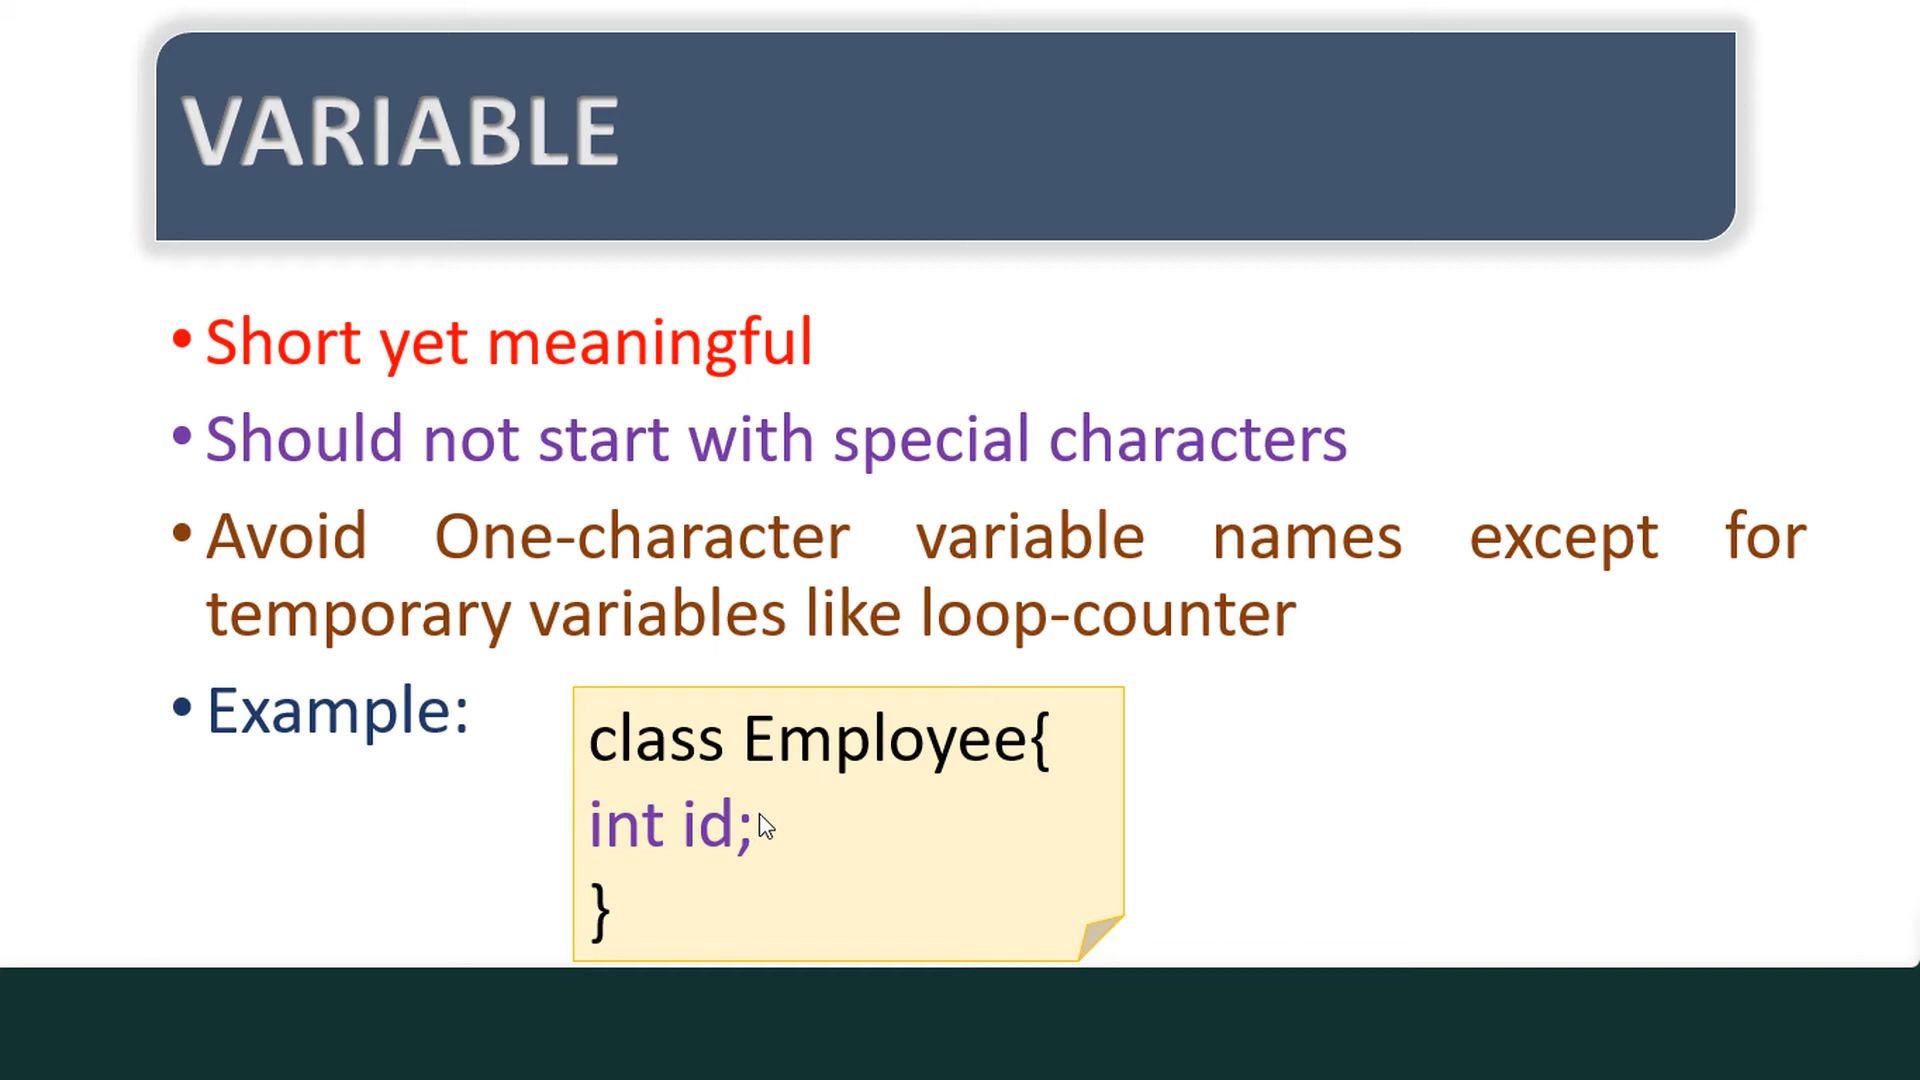 VARIABLE
• Short yet meaningful
• Should not start with special characters
• Avoid One-character variable names except for
temporary variables like loop-counter
• Example:
class Employee{
int id;
}